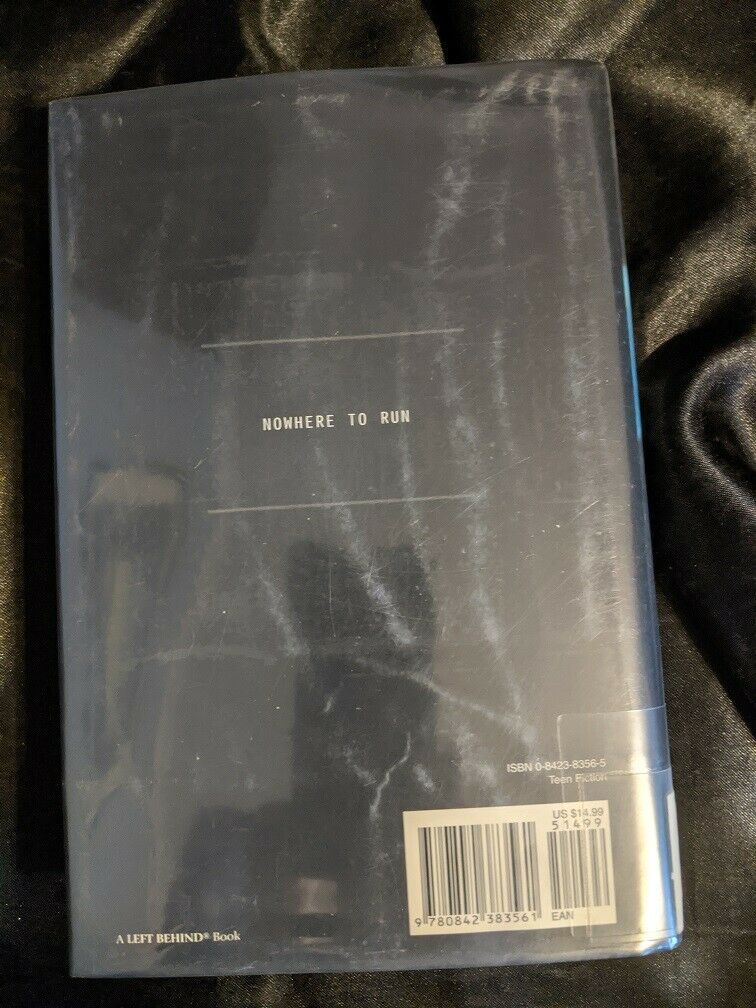 NOWHERE TO RUN
ISBN 0-8423-8356-5
Teen Fiction
US $14.99
51499
9 780842 383561
EAN
A LEFT BEHIND® Book